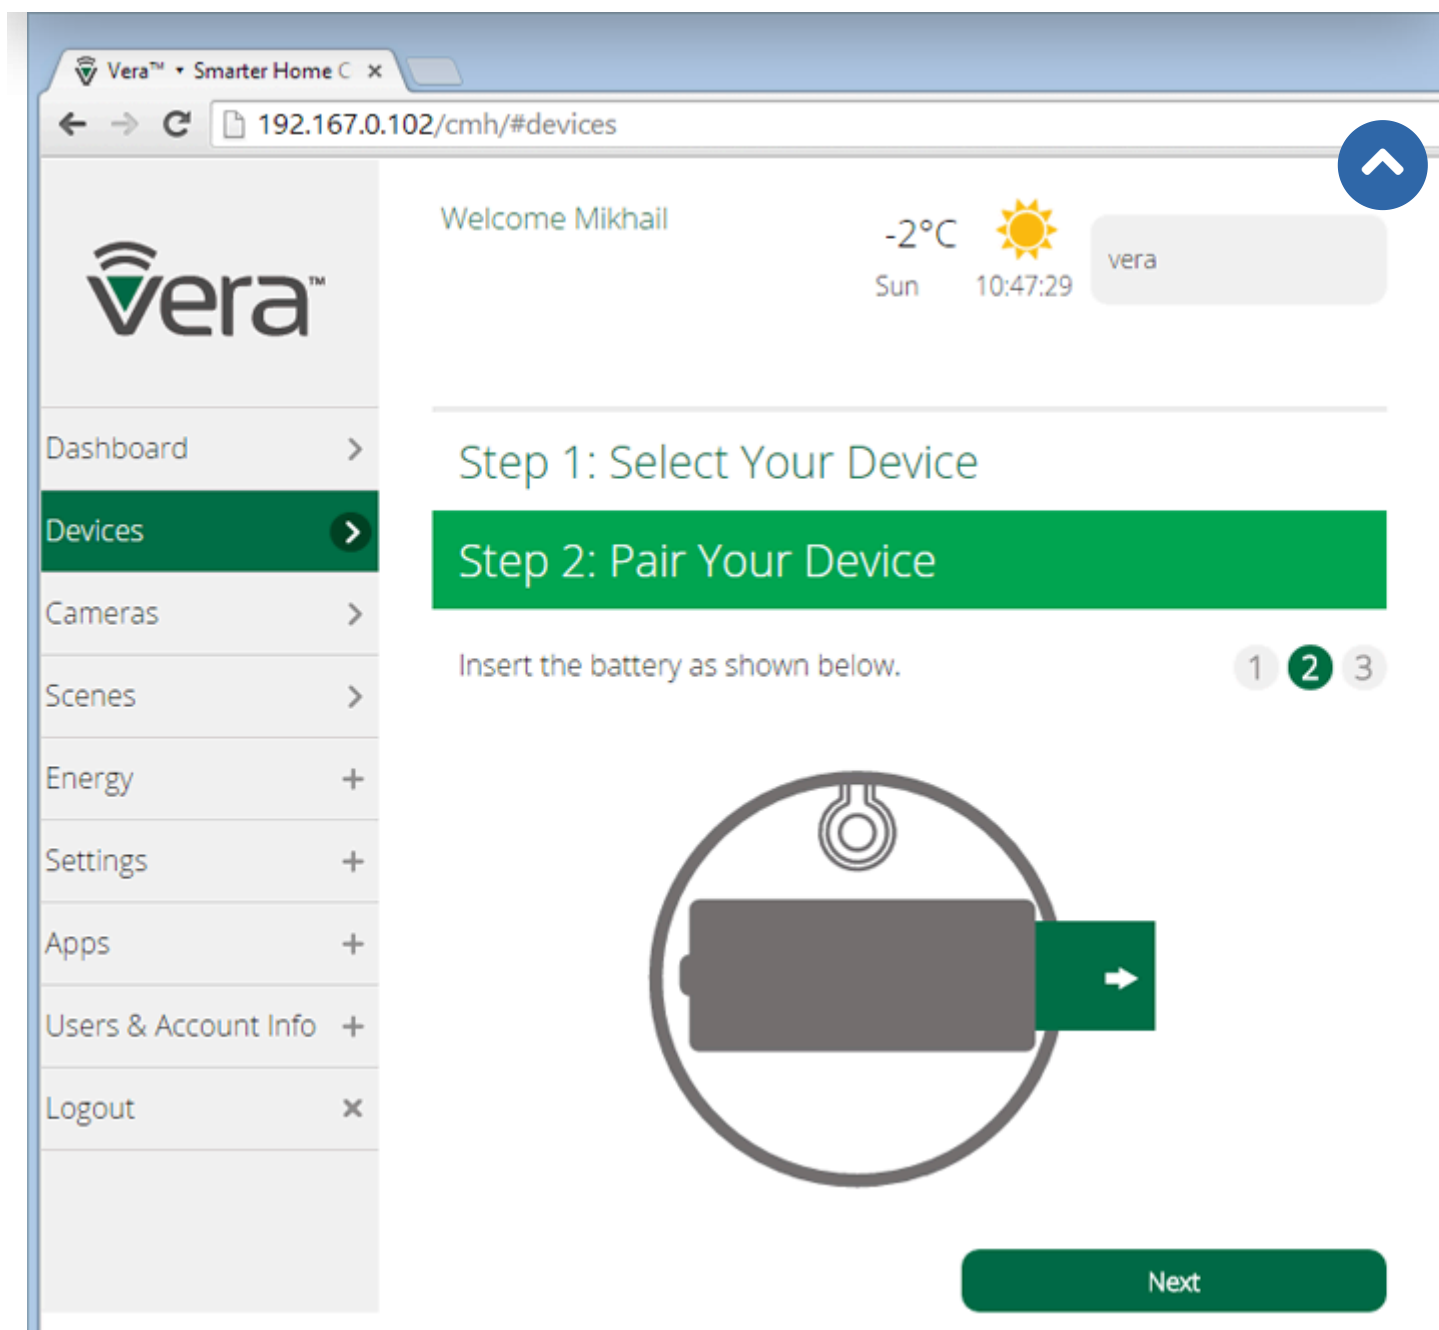 Vera™ • Smarter Home C
192.167.0.102/cmh/#devices
vera™
Welcome Mikhail
-2°C
Sun 10:47:29
vera
Dashboard
Devices
Cameras
Scenes
Energy
Settings
Apps
Users & Account Info
Logout
Step 1: Select Your Device
Step 2: Pair Your Device
Insert the battery as shown below.
1 2 3
Next